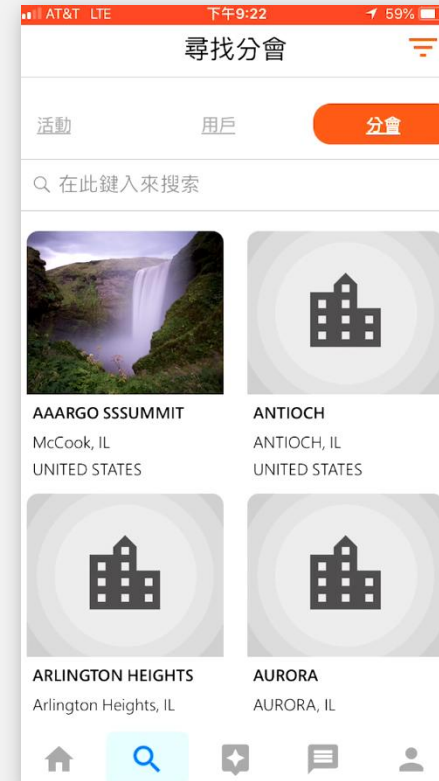 AT&T LTE 下午9:22 59%
尋找分會
活動 用戶 分會
在此鍵入來搜索
AAARGO SSSUMMIT
McCook, IL
UNITED STATES
ANTIOCH
ANTIOCH, IL
UNITED STATES
ARLINGTON HEIGHTS
Arlington Heights, IL
AURORA
AURORA, IL